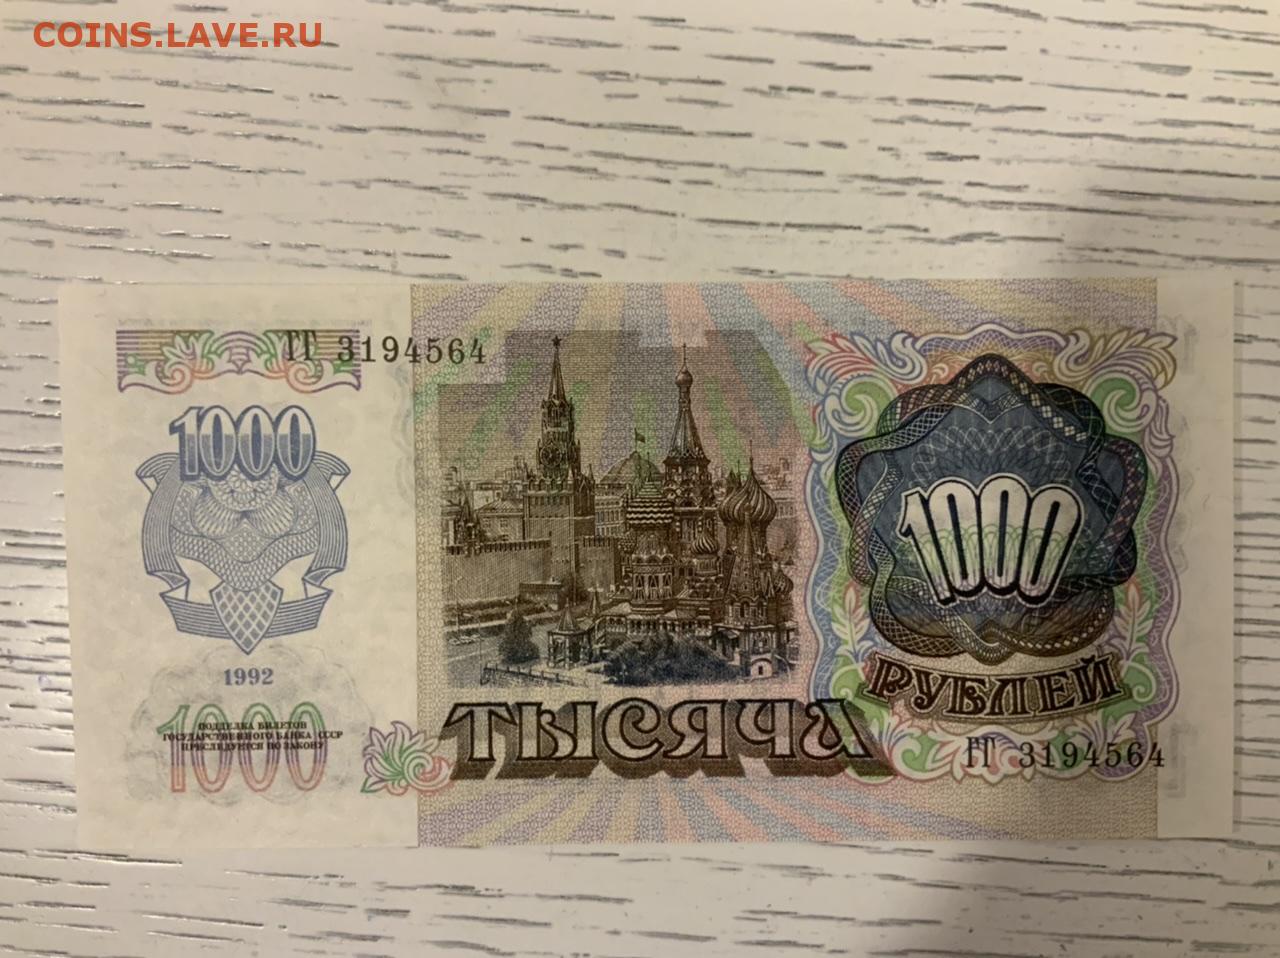 COINS.LAVE.RU
ГГ 3194564
1000
1000
1992
1000
ПОДДЕЛКА БИЛЕТОВ
ГОСУДАРСТВЕННОГО БАНКА СССР
ПРЕСЛЕДУЕТСЯ ПО ЗАКОНУ
ТЫСЯЧА
РУБЛЕЙ
ГГ 3194564